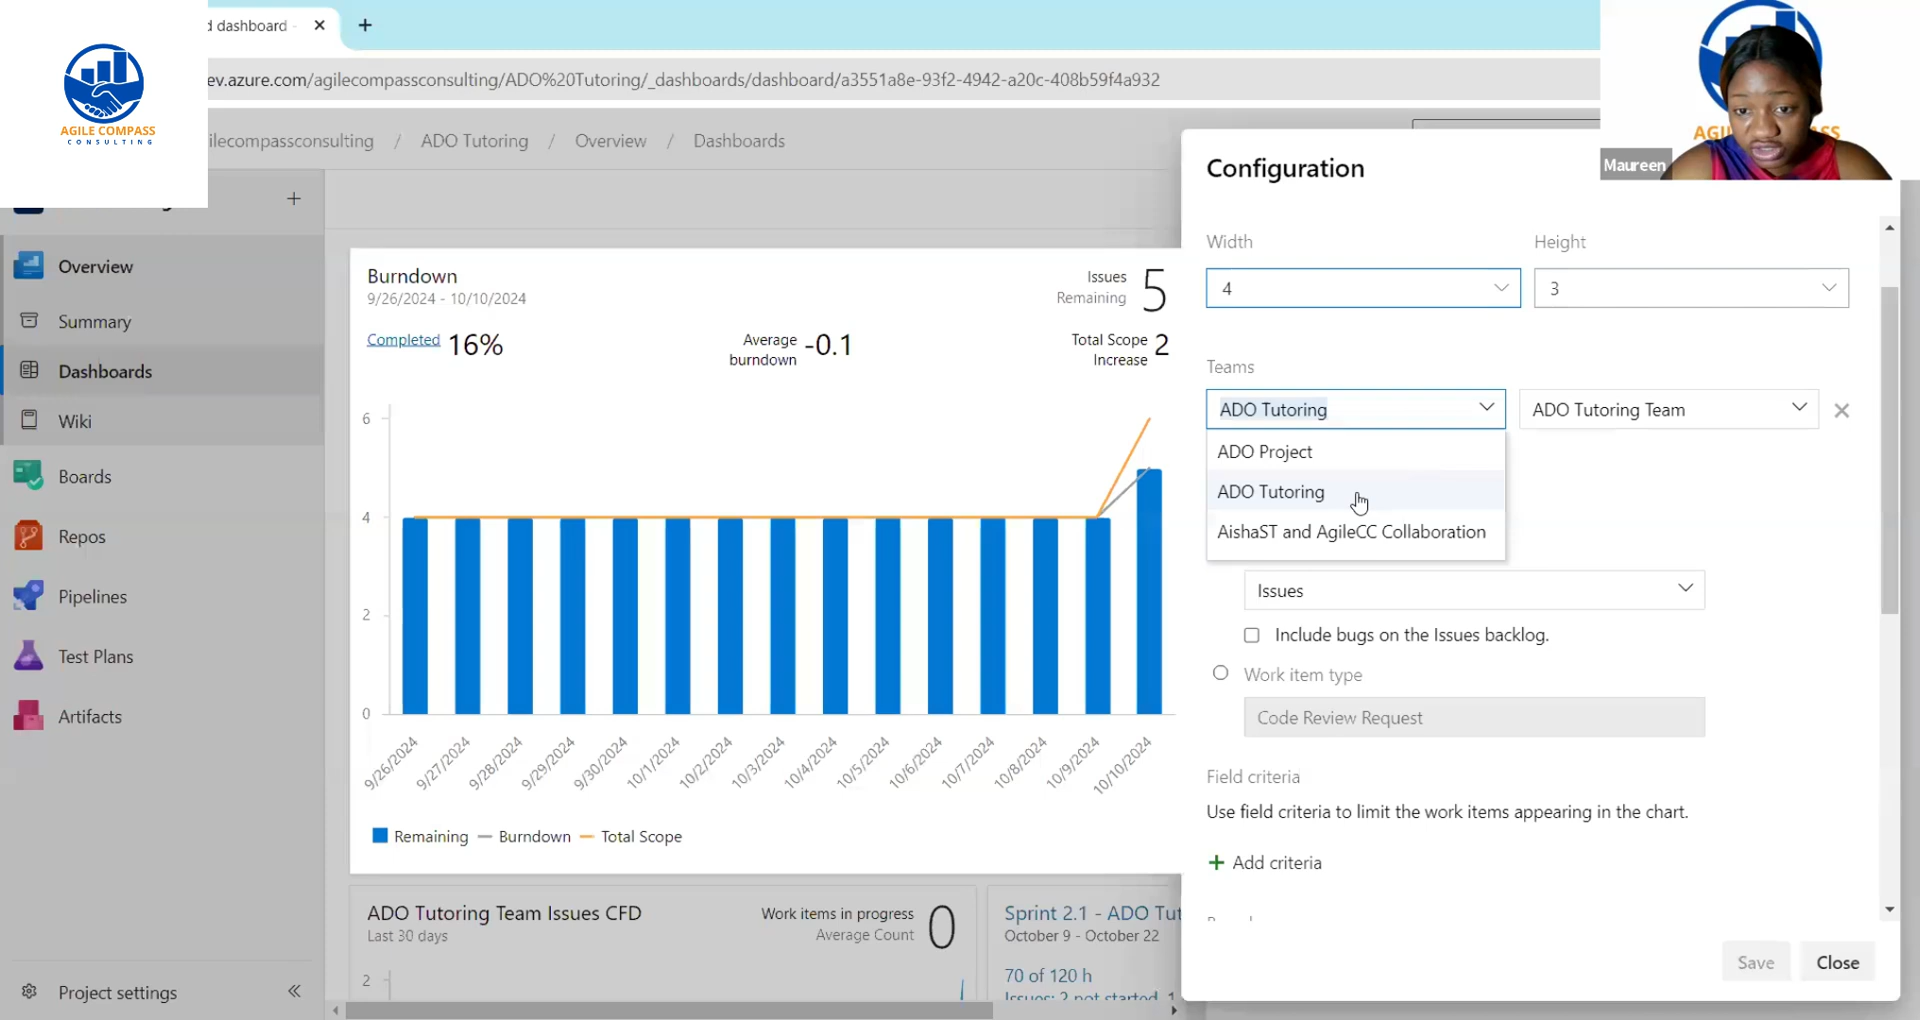 d dashboard -
ev.azure.com/agilecompassconsulting/ADO%20Tutoring/_dashboards/dashboard/a3551a8e-93f2-4942-a20c-408b59f4a932
AGILE COMPASS
CONSULTING
ilecompassconsulting / ADO Tutoring / Overview / Dashboards
Maureen
Overview
Summary
Dashboards
Wiki
Boards
Repos
Pipelines
Test Plans
Artifacts
Project settings
Burndown
9/26/2024 - 10/10/2024
Issues
Remaining 5
Completed 16%
Average
burndown -0.1
Total Scope
Increase 2
6
4
2
0
9/26/2024 9/27/2024 9/28/2024 9/29/2024 9/30/2024 10/1/2024 10/2/2024 10/3/2024 10/4/2024 10/5/2024 10/6/2024 10/7/2024 10/8/2024 10/9/2024 10/10/2024
Remaining Burndown Total Scope
ADO Tutoring Team Issues CFD
Last 30 days
Work items in progress
Average Count 0
2
Sprint 2.1 - ADO Tut
October 9 - October 22
70 of 120 h
Issues: 2 not started, 1
Configuration
Width Height
4 3
Teams
ADO Tutoring ADO Tutoring Team
ADO Project
ADO Tutoring
AishaST and AgileCC Collaboration
Issues
Include bugs on the Issues backlog.
Work item type
Code Review Request
Field criteria
Use field criteria to limit the work items appearing in the chart.
+ Add criteria
Save Close